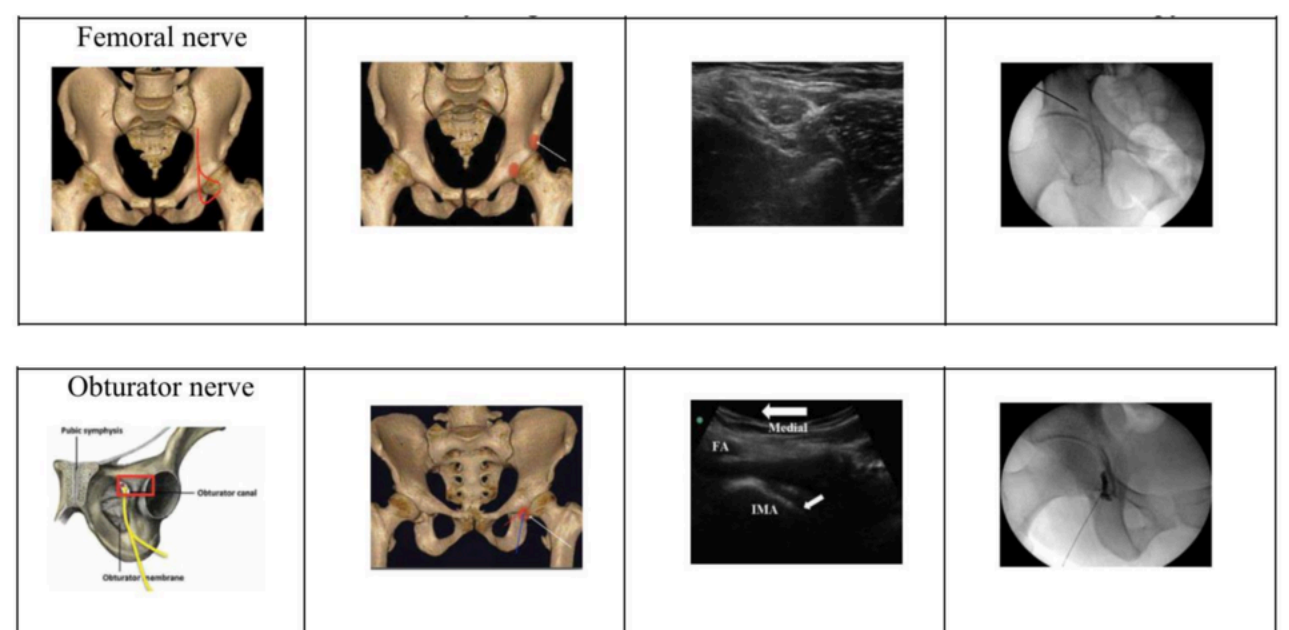 Femoral nerve
Obturator nerve
Pubic symphysis
Obturator canal
Obturator membrane
Medial
FA
IMA